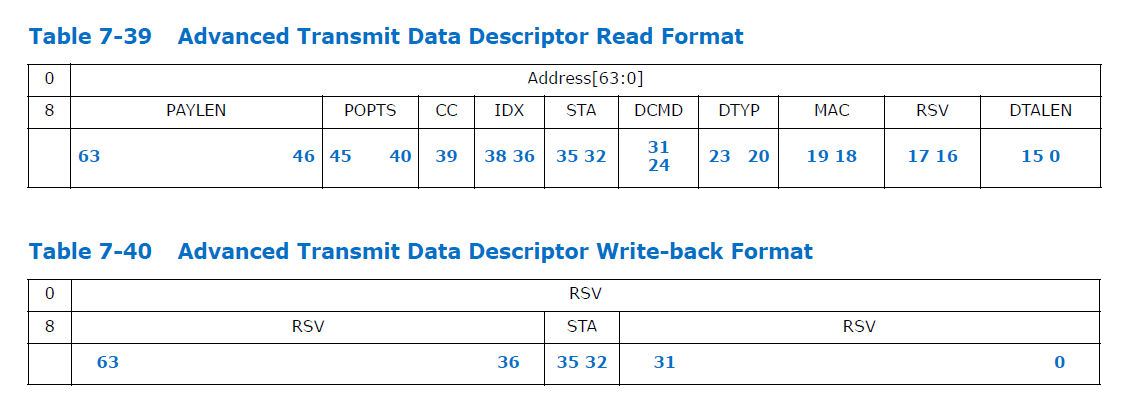 Table 7-39 Advanced Transmit Data Descriptor Read Format
0 Address[63:0]
8 PAYLEN POPTS CC IDX STA DCMD DTYP MAC RSV DTALEN
63 46 45 40 39 38 36 35 32 31 24 23 20 19 18 17 16 15 0
Table 7-40 Advanced Transmit Data Descriptor Write-back Format
0 RSV
8 RSV STA RSV
63 36 35 32 31 0